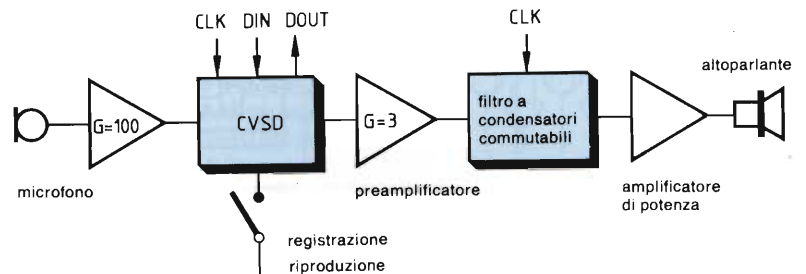 CLK DIN DOUT
CLK
altoparlante
G=100
CVSD
G=3
filtro a
condensatori
commutabili
microfono
preamplificatore
amplificatore
di potenza
registrazione
riproduzione